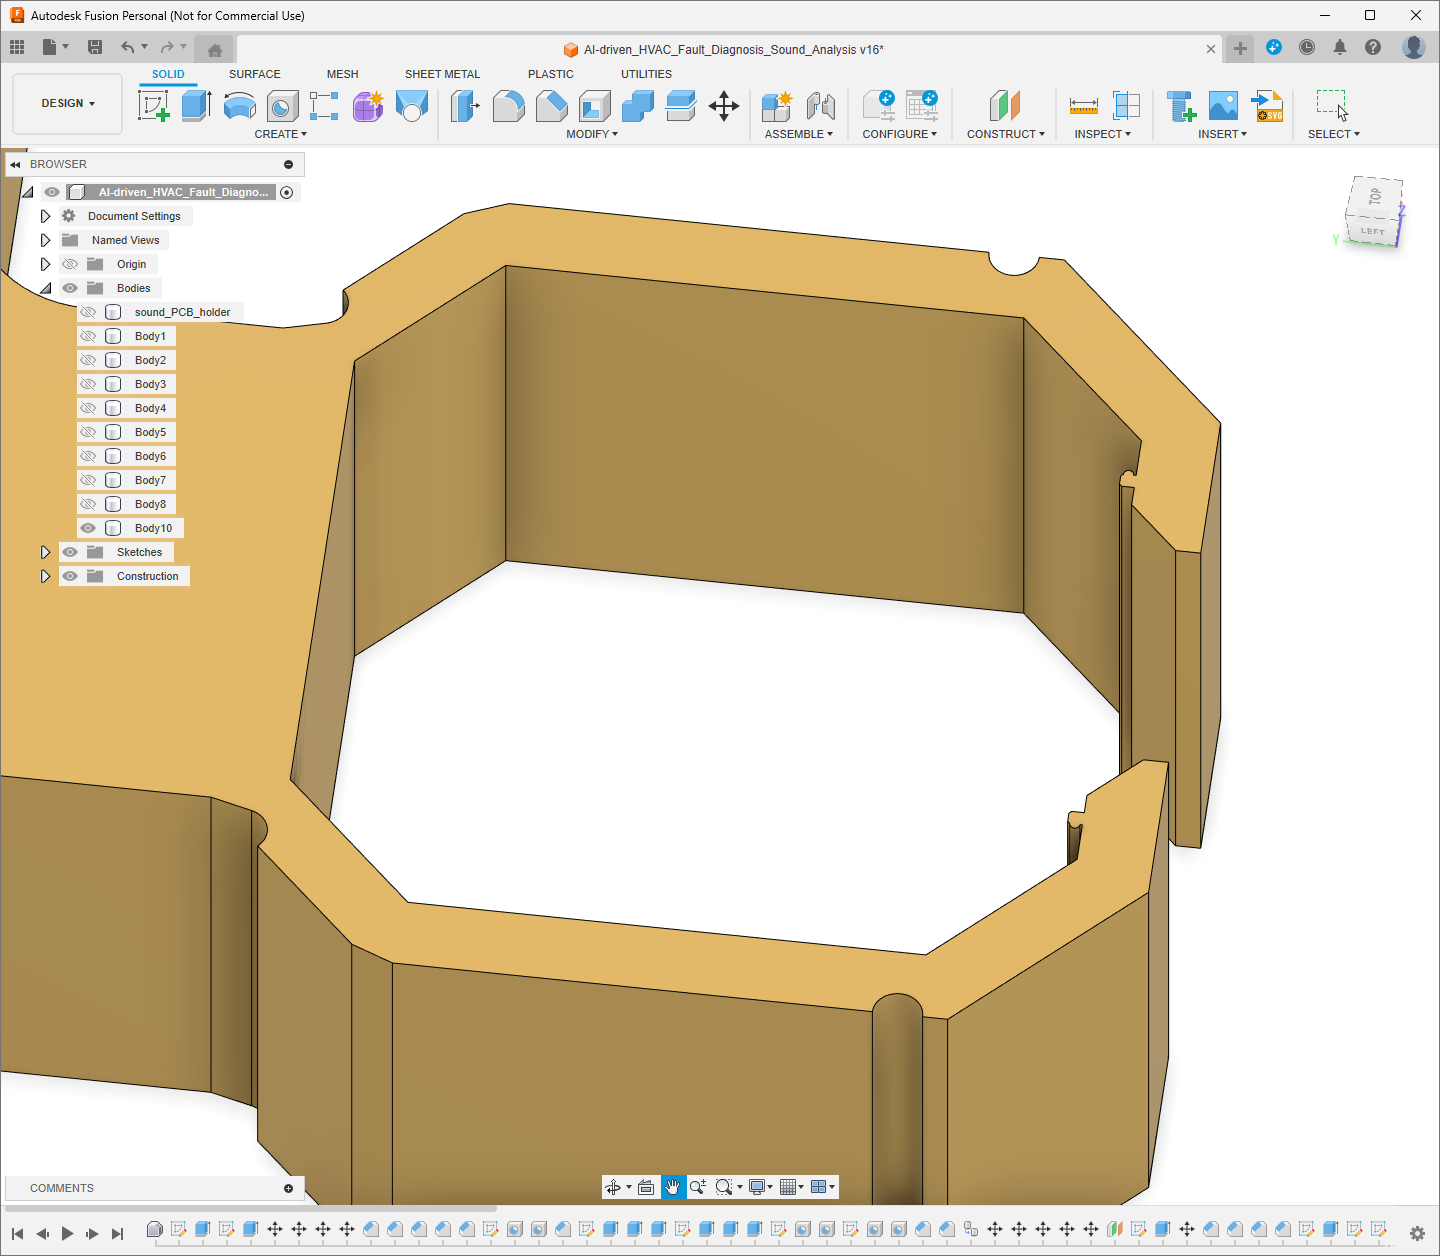 Autodesk Fusion Personal (Not for Commercial Use)
AI-driven_HVAC_Fault_Diagnosis_Sound_Analysis v16*
SOLID SURFACE MESH SHEET METAL PLASTIC UTILITIES
DESIGN
CREATE MODIFY ASSEMBLE CONFIGURE CONSTRUCT INSPECT INSERT SELECT
SVG
BROWSER
AI-driven_HVAC_Fault_Diagno...
Document Settings
Named Views
Origin
Bodies
sound_PCB_holder
Body1
Body2
Body3
Body4
Body5
Body6
Body7
Body8
Body10
Sketches
Construction
TOP
LEFT
Z
Y
COMMENTS